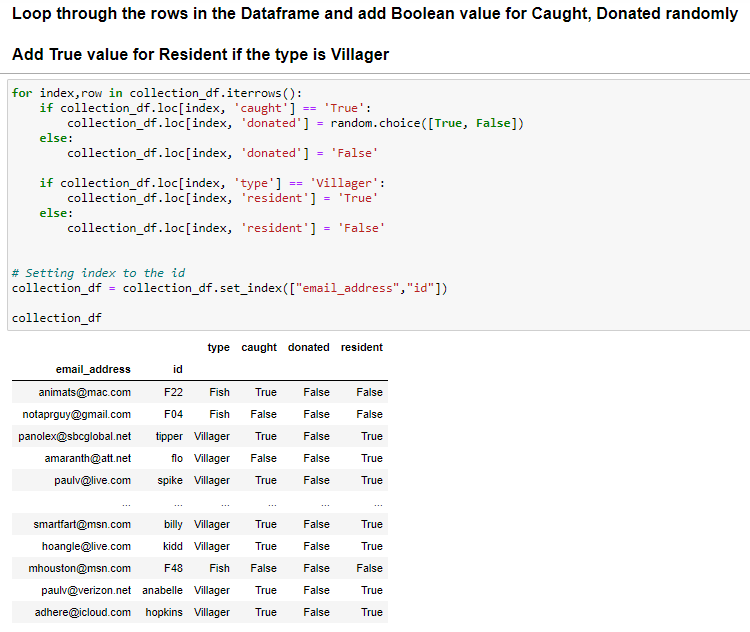 Loop through the rows in the Dataframe and add Boolean value for Caught, Donated randomly
Add True value for Resident if the type is Villager
for index,row in collection_df.iterrows():
    if collection_df.loc[index, 'caught'] == 'True':
        collection_df.loc[index, 'donated'] = random.choice([True, False])
    else:
        collection_df.loc[index, 'donated'] = 'False'
    if collection_df.loc[index, 'type'] == 'Villager':
        collection_df.loc[index, 'resident'] = 'True'
    else:
        collection_df.loc[index, 'resident'] = 'False'
# Setting index to the id
collection_df = collection_df.set_index(["email_address","id"])
collection_df
type caught donated resident
email_address id
animats@mac.com F22 Fish True False False
notaprguy@gmail.com F04 Fish False False False
panolex@sbcglobal.net tipper Villager True False True
amaranth@att.net flo Villager False False True
paulv@live.com spike Villager True False True
... ... ... ... ... ...
smartfart@msn.com billy Villager True False True
hoangle@live.com kidd Villager True False True
mhouston@msn.com F48 Fish False False False
paulv@verizon.net anabelle Villager True False True
adhere@icloud.com hopkins Villager True False True